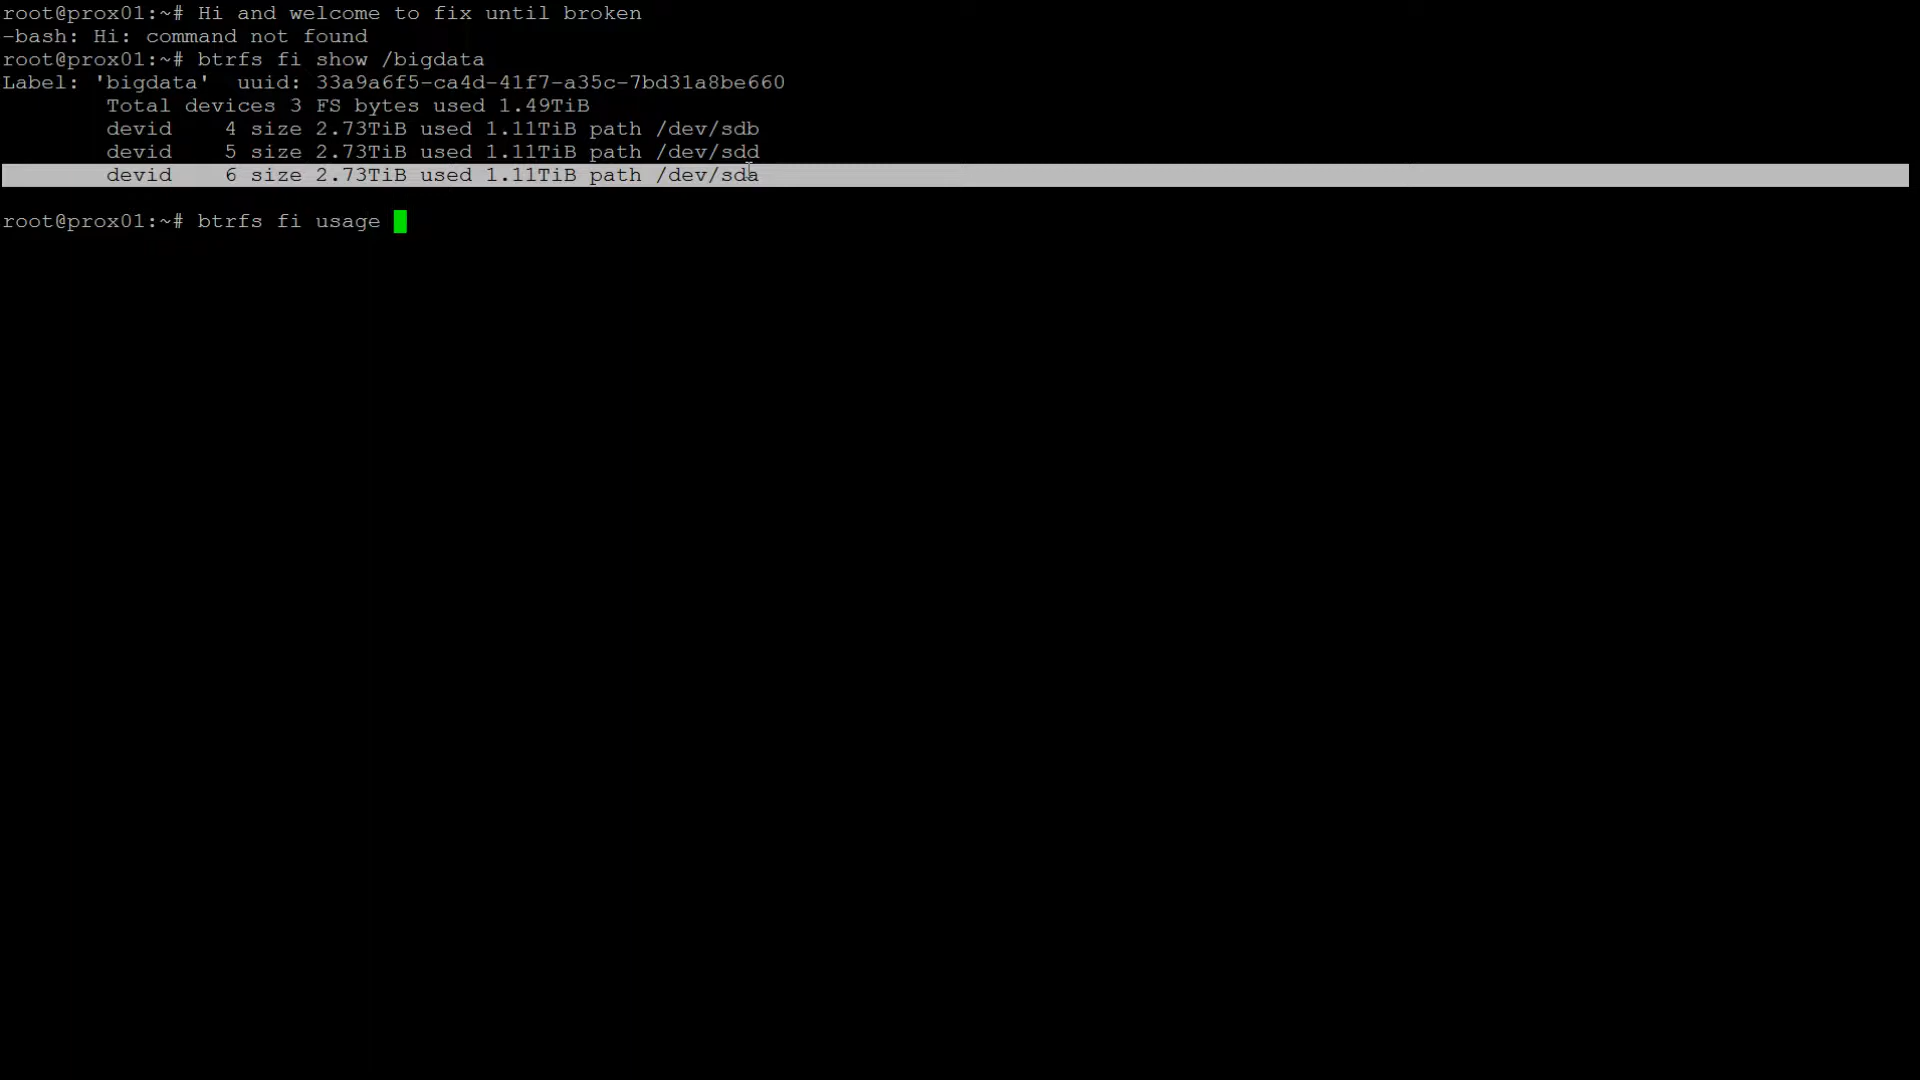 root@prox01:~# Hi and welcome to fix until broken
-bash: Hi: command not found
root@prox01:~# btrfs fi show /bigdata
Label: 'bigdata'  uuid: 33a9a6f5-ca4d-41f7-a35c-7bd31a8be660
        Total devices 3 FS bytes used 1.49TiB
        devid    4 size 2.73TiB used 1.11TiB path /dev/sdb
        devid    5 size 2.73TiB used 1.11TiB path /dev/sdd
        devid    6 size 2.73TiB used 1.11TiB path /dev/sda
root@prox01:~# btrfs fi usage